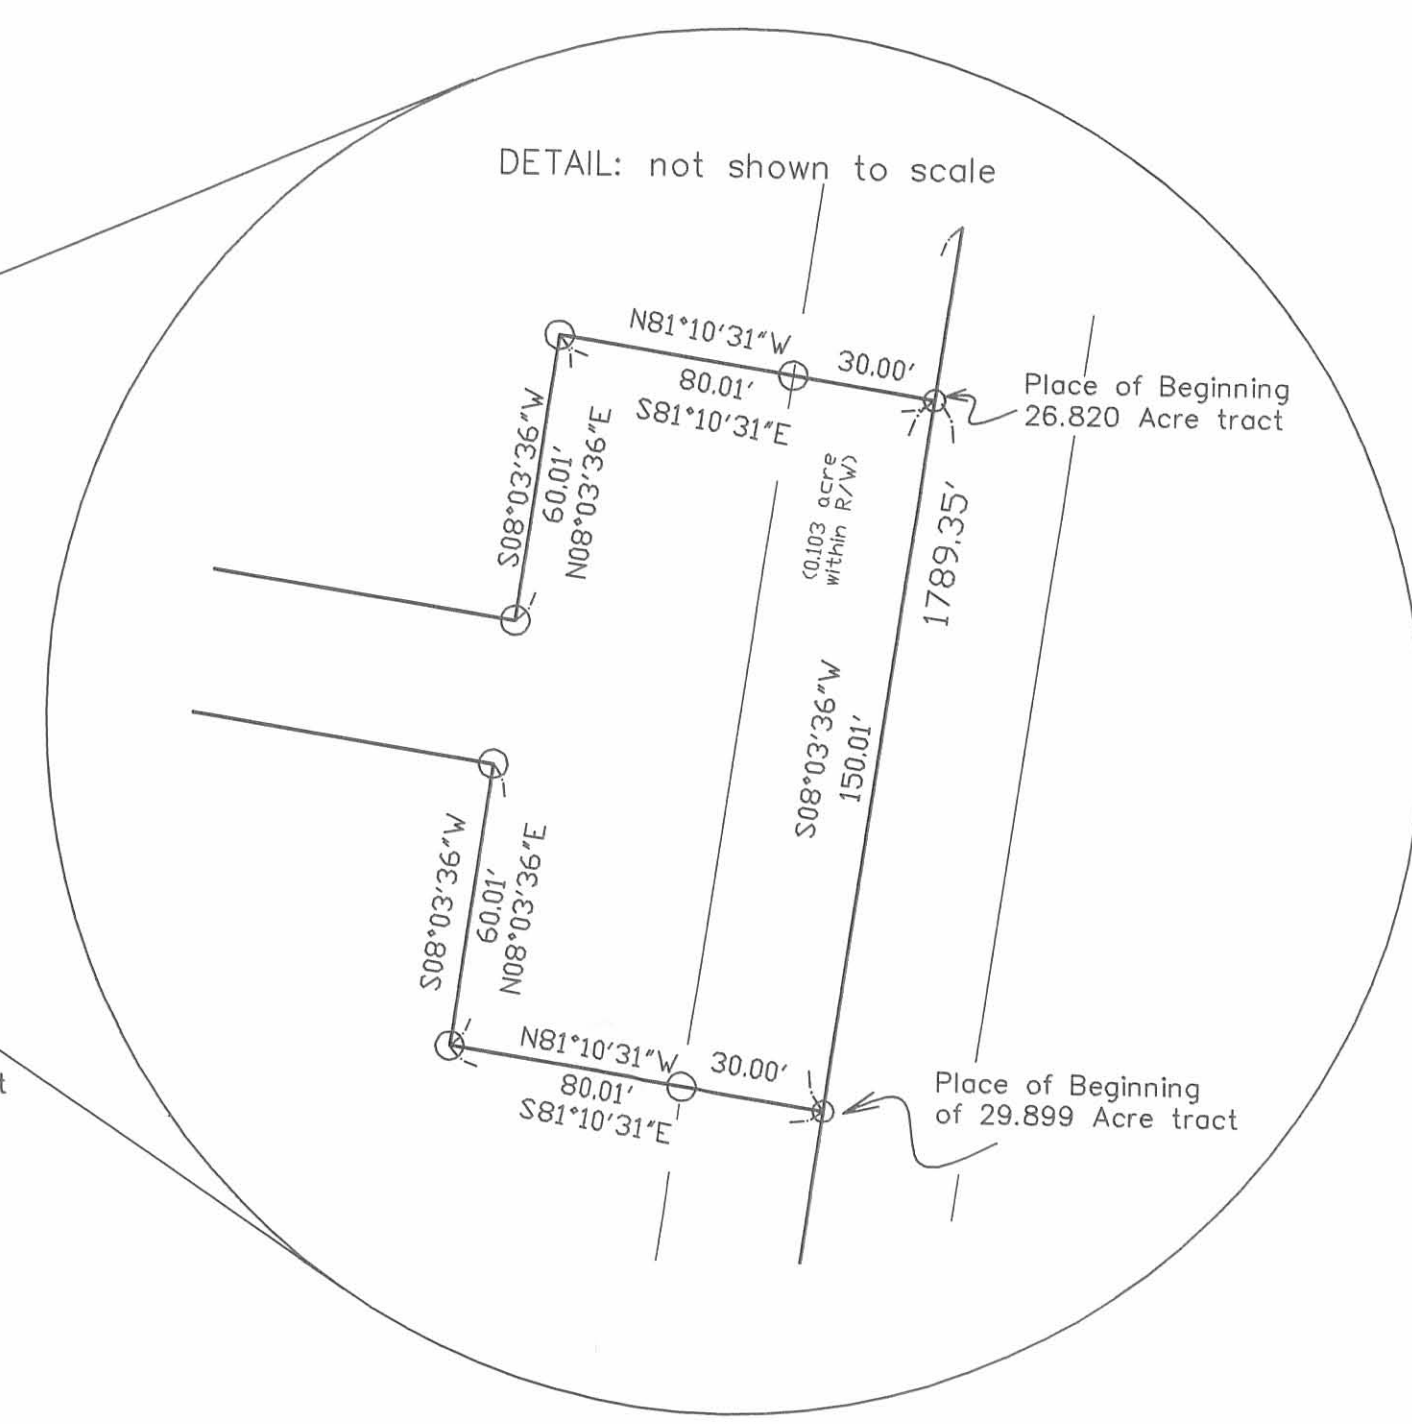 DETAIL: not shown to scale
N81°10'31"W
30.00'
80.01'
S81°10'31"E
Place of Beginning
26.820 Acre tract
S08°03'36"W
60.01'
N08°03'36"E
(0.103 acre
within R/W)
1789.35'
S08°03'36"W
150.01'
S08°03'36"W
60.01'
N08°03'36"E
N81°10'31"W
30.00'
80.01'
S81°10'31"E
Place of Beginning
of 29.899 Acre tract
t